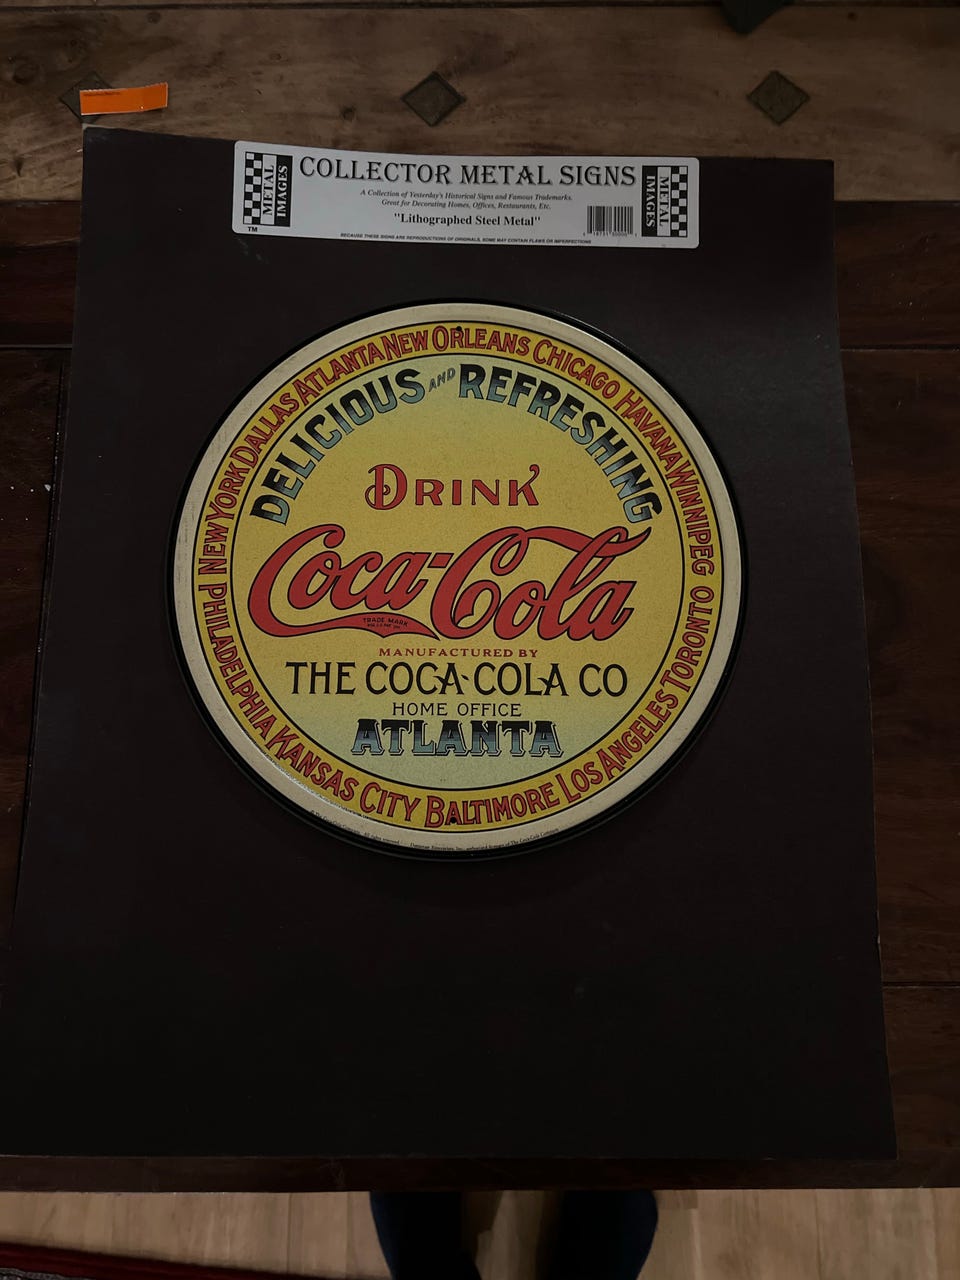 COLLECTOR METAL SIGNS
METAL IMAGES
TM
A Collection of Yesterday's Historical Signs and Famous Trademarks.
Great for Decorating Homes, Offices, Restaurants, Etc.
"Lithographed Steel Metal"
METAL IMAGES
BECAUSE THESE SIGNS ARE REPRODUCTIONS OF ORIGINALS, SOME MAY CONTAIN FLAWS OR IMPERFECTIONS
NEW YORK DALLAS ATLANTA NEW ORLEANS CHICAGO HAVANA WINNIPEG
DELICIOUS AND REFRESHING
DRINK
Coca-Cola
TRADE MARK
MANUFACTURED BY
THE COCA-COLA CO
HOME OFFICE
ATLANTA
PHILADELPHIA KANSAS CITY BALTIMORE LOS ANGELES TORONTO